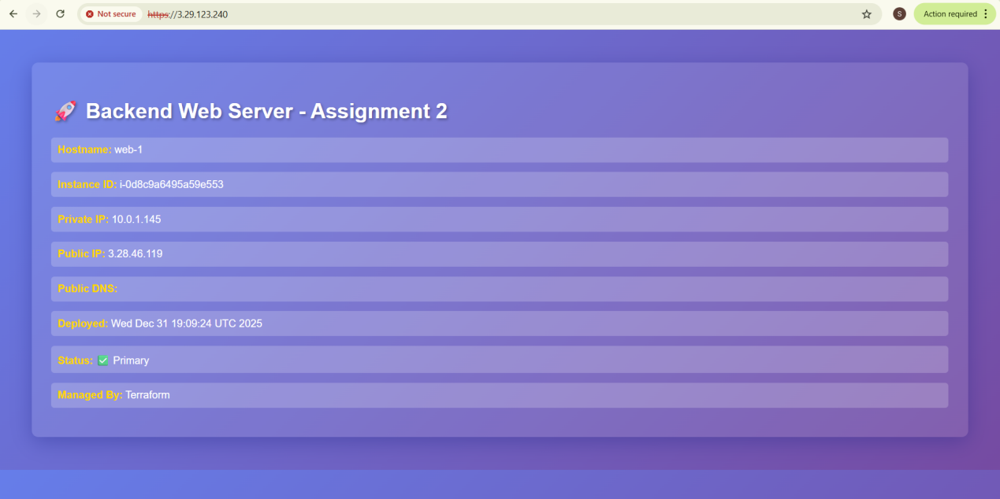 Not secure https://3.29.123.240 S Action required
Backend Web Server - Assignment 2
Hostname: web-1
Instance ID: i-0d8c9a6495a59e553
Private IP: 10.0.1.145
Public IP: 3.28.46.119
Public DNS:
Deployed: Wed Dec 31 19:09:24 UTC 2025
Status: ✅ Primary
Managed By: Terraform